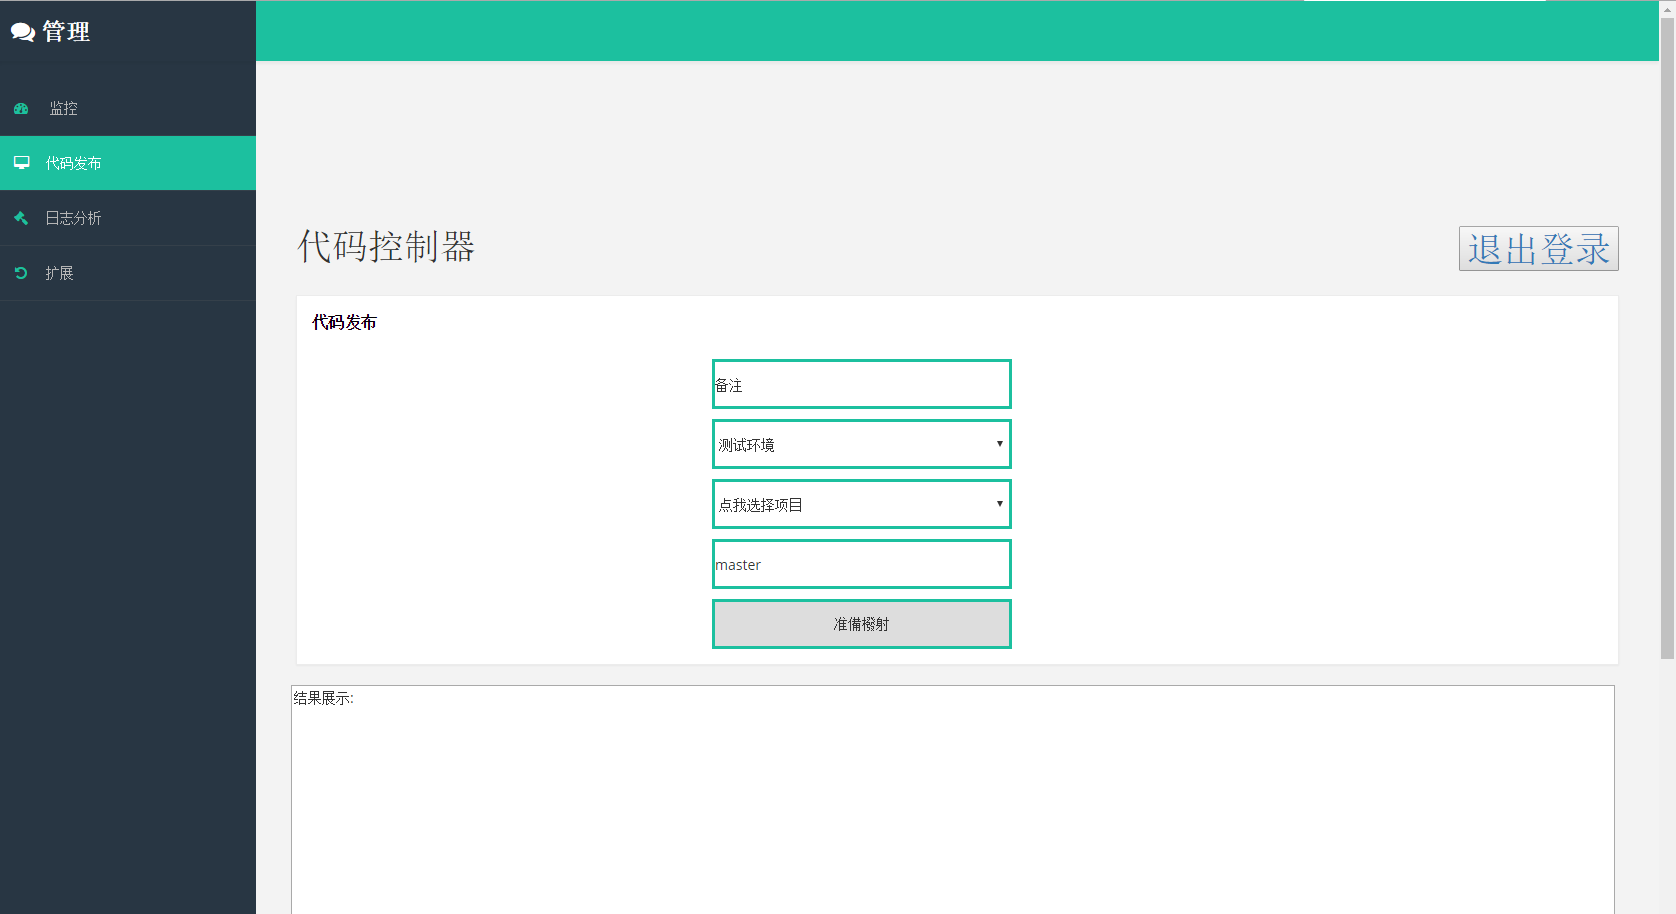 管理
监控
代码发布
日志分析
扩展
代码控制器
退出登录
代码发布
备注
测试环境
点我选择项目
master
准備橃射
结果展示: